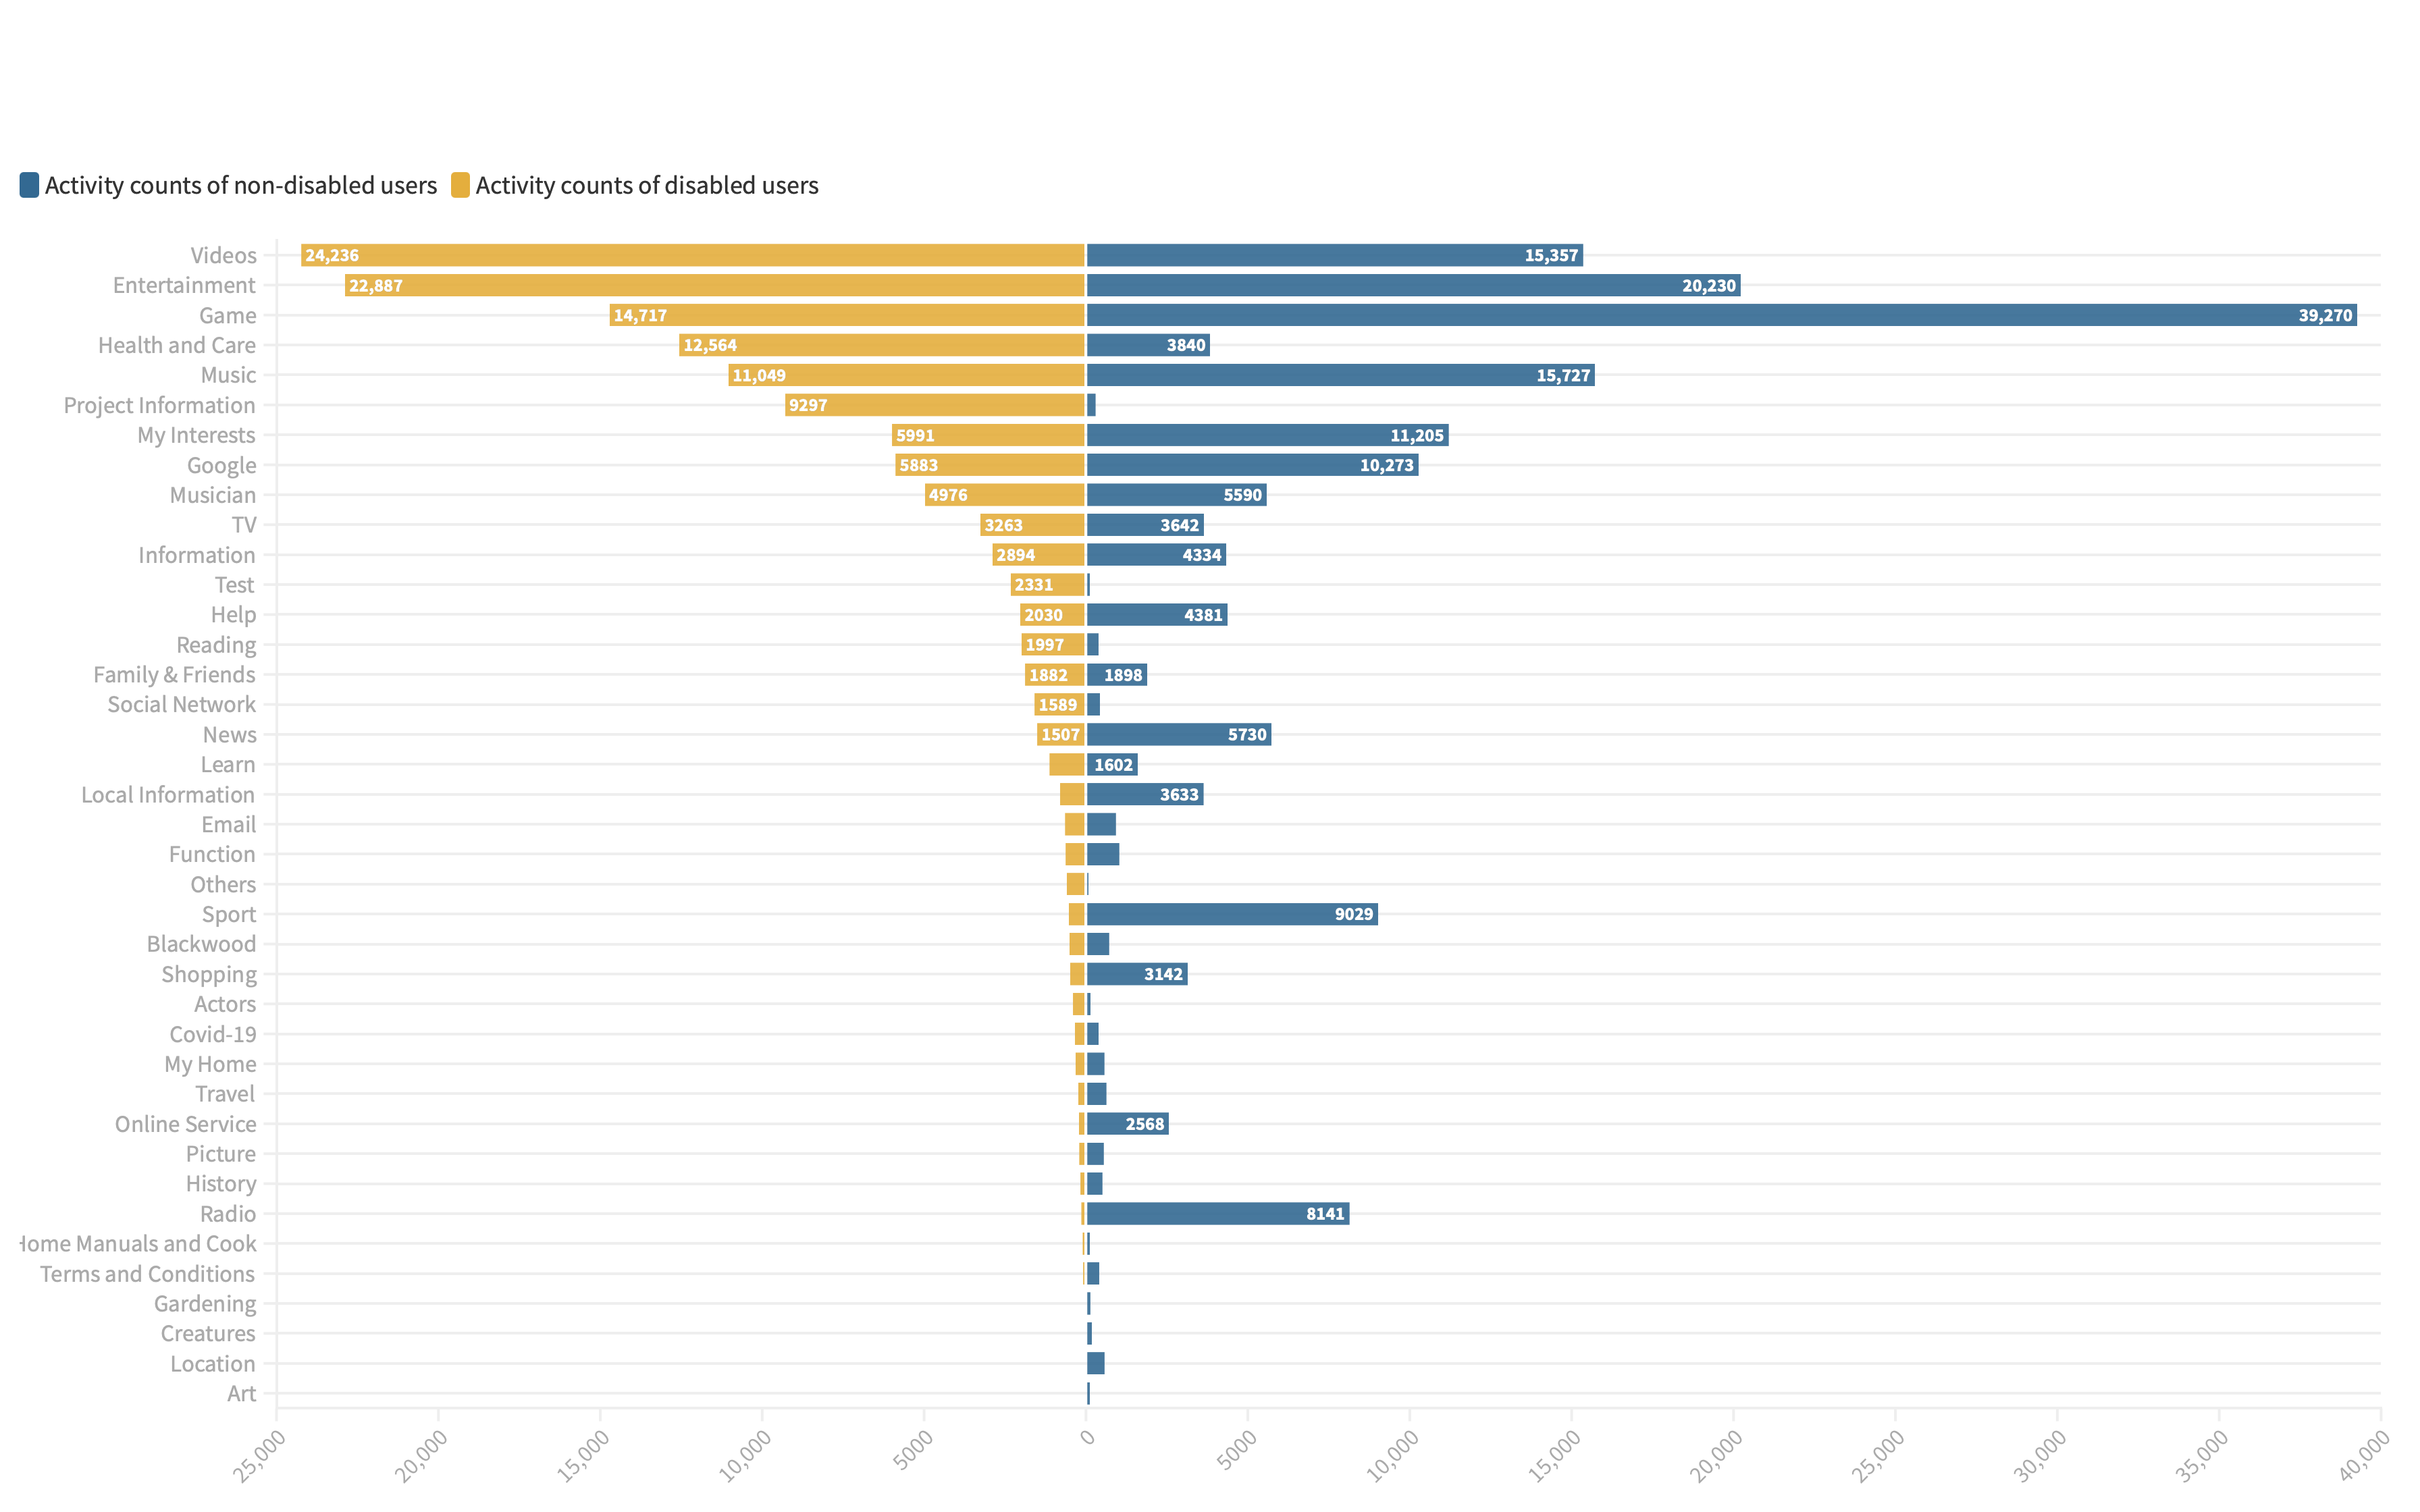 Activity counts of non-disabled users Activity counts of disabled users
Videos 24,236 15,357
Entertainment 22,887 20,230
Game 14,717 39,270
Health and Care 12,564 3840
Music 11,049 15,727
Project Information 9297
My Interests 5991 11,205
Google 5883 10,273
Musician 4976 5590
TV 3263 3642
Information 2894 4334
Test 2331
Help 2030 4381
Reading 1997
Family & Friends 1882 1898
Social Network 1589
News 1507 5730
Learn 1602
Local Information 3633
Email
Function
Others
Sport 9029
Blackwood
Shopping 3142
Actors
Covid-19
My Home
Travel
Online Service 2568
Picture
History
Radio 8141
Manuals and Cook
Terms and Conditions
Gardening
Creatures
Location
Art
25,000 20,000 15,000 10,000 5000 0 5000 10,000 15,000 20,000 25,000 30,000 35,000 40,000